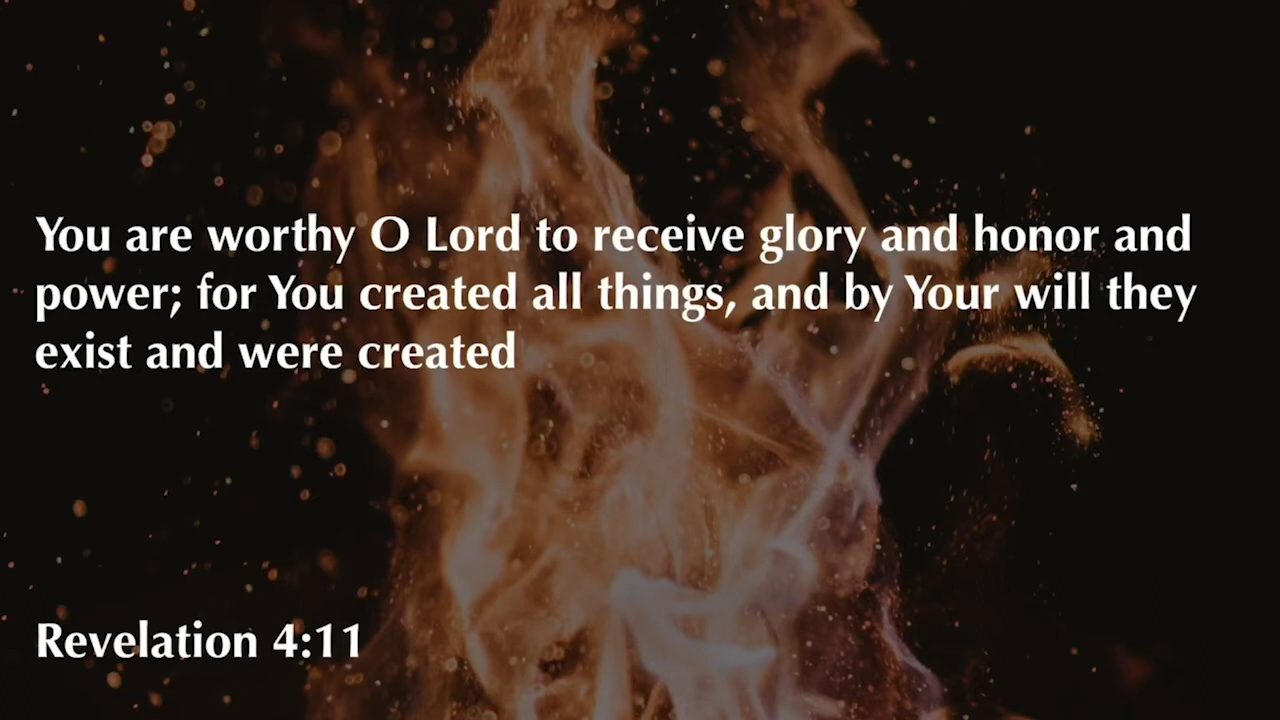 You are worthy O Lord to receive glory and honor and
power; for You created all things, and by Your will they
exist and were created
Revelation 4:11